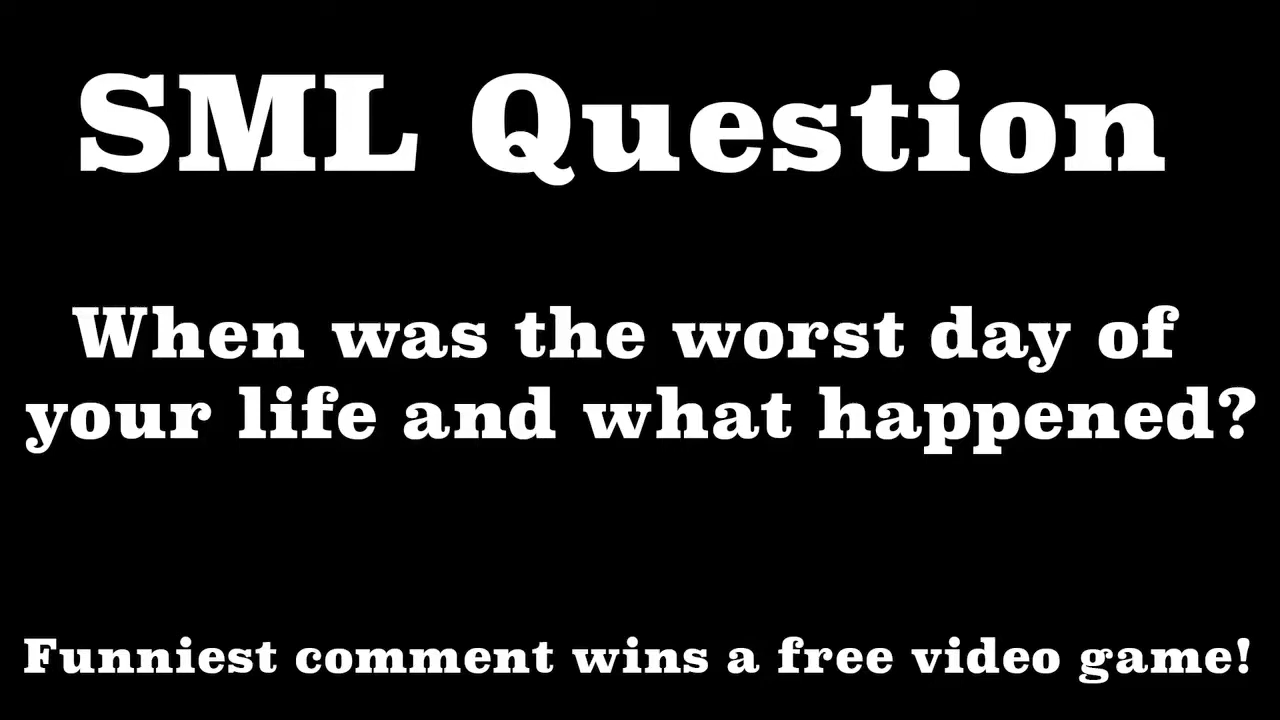 SML Question
When was the worst day of
your life and what happened?
Funniest comment wins a free video game!